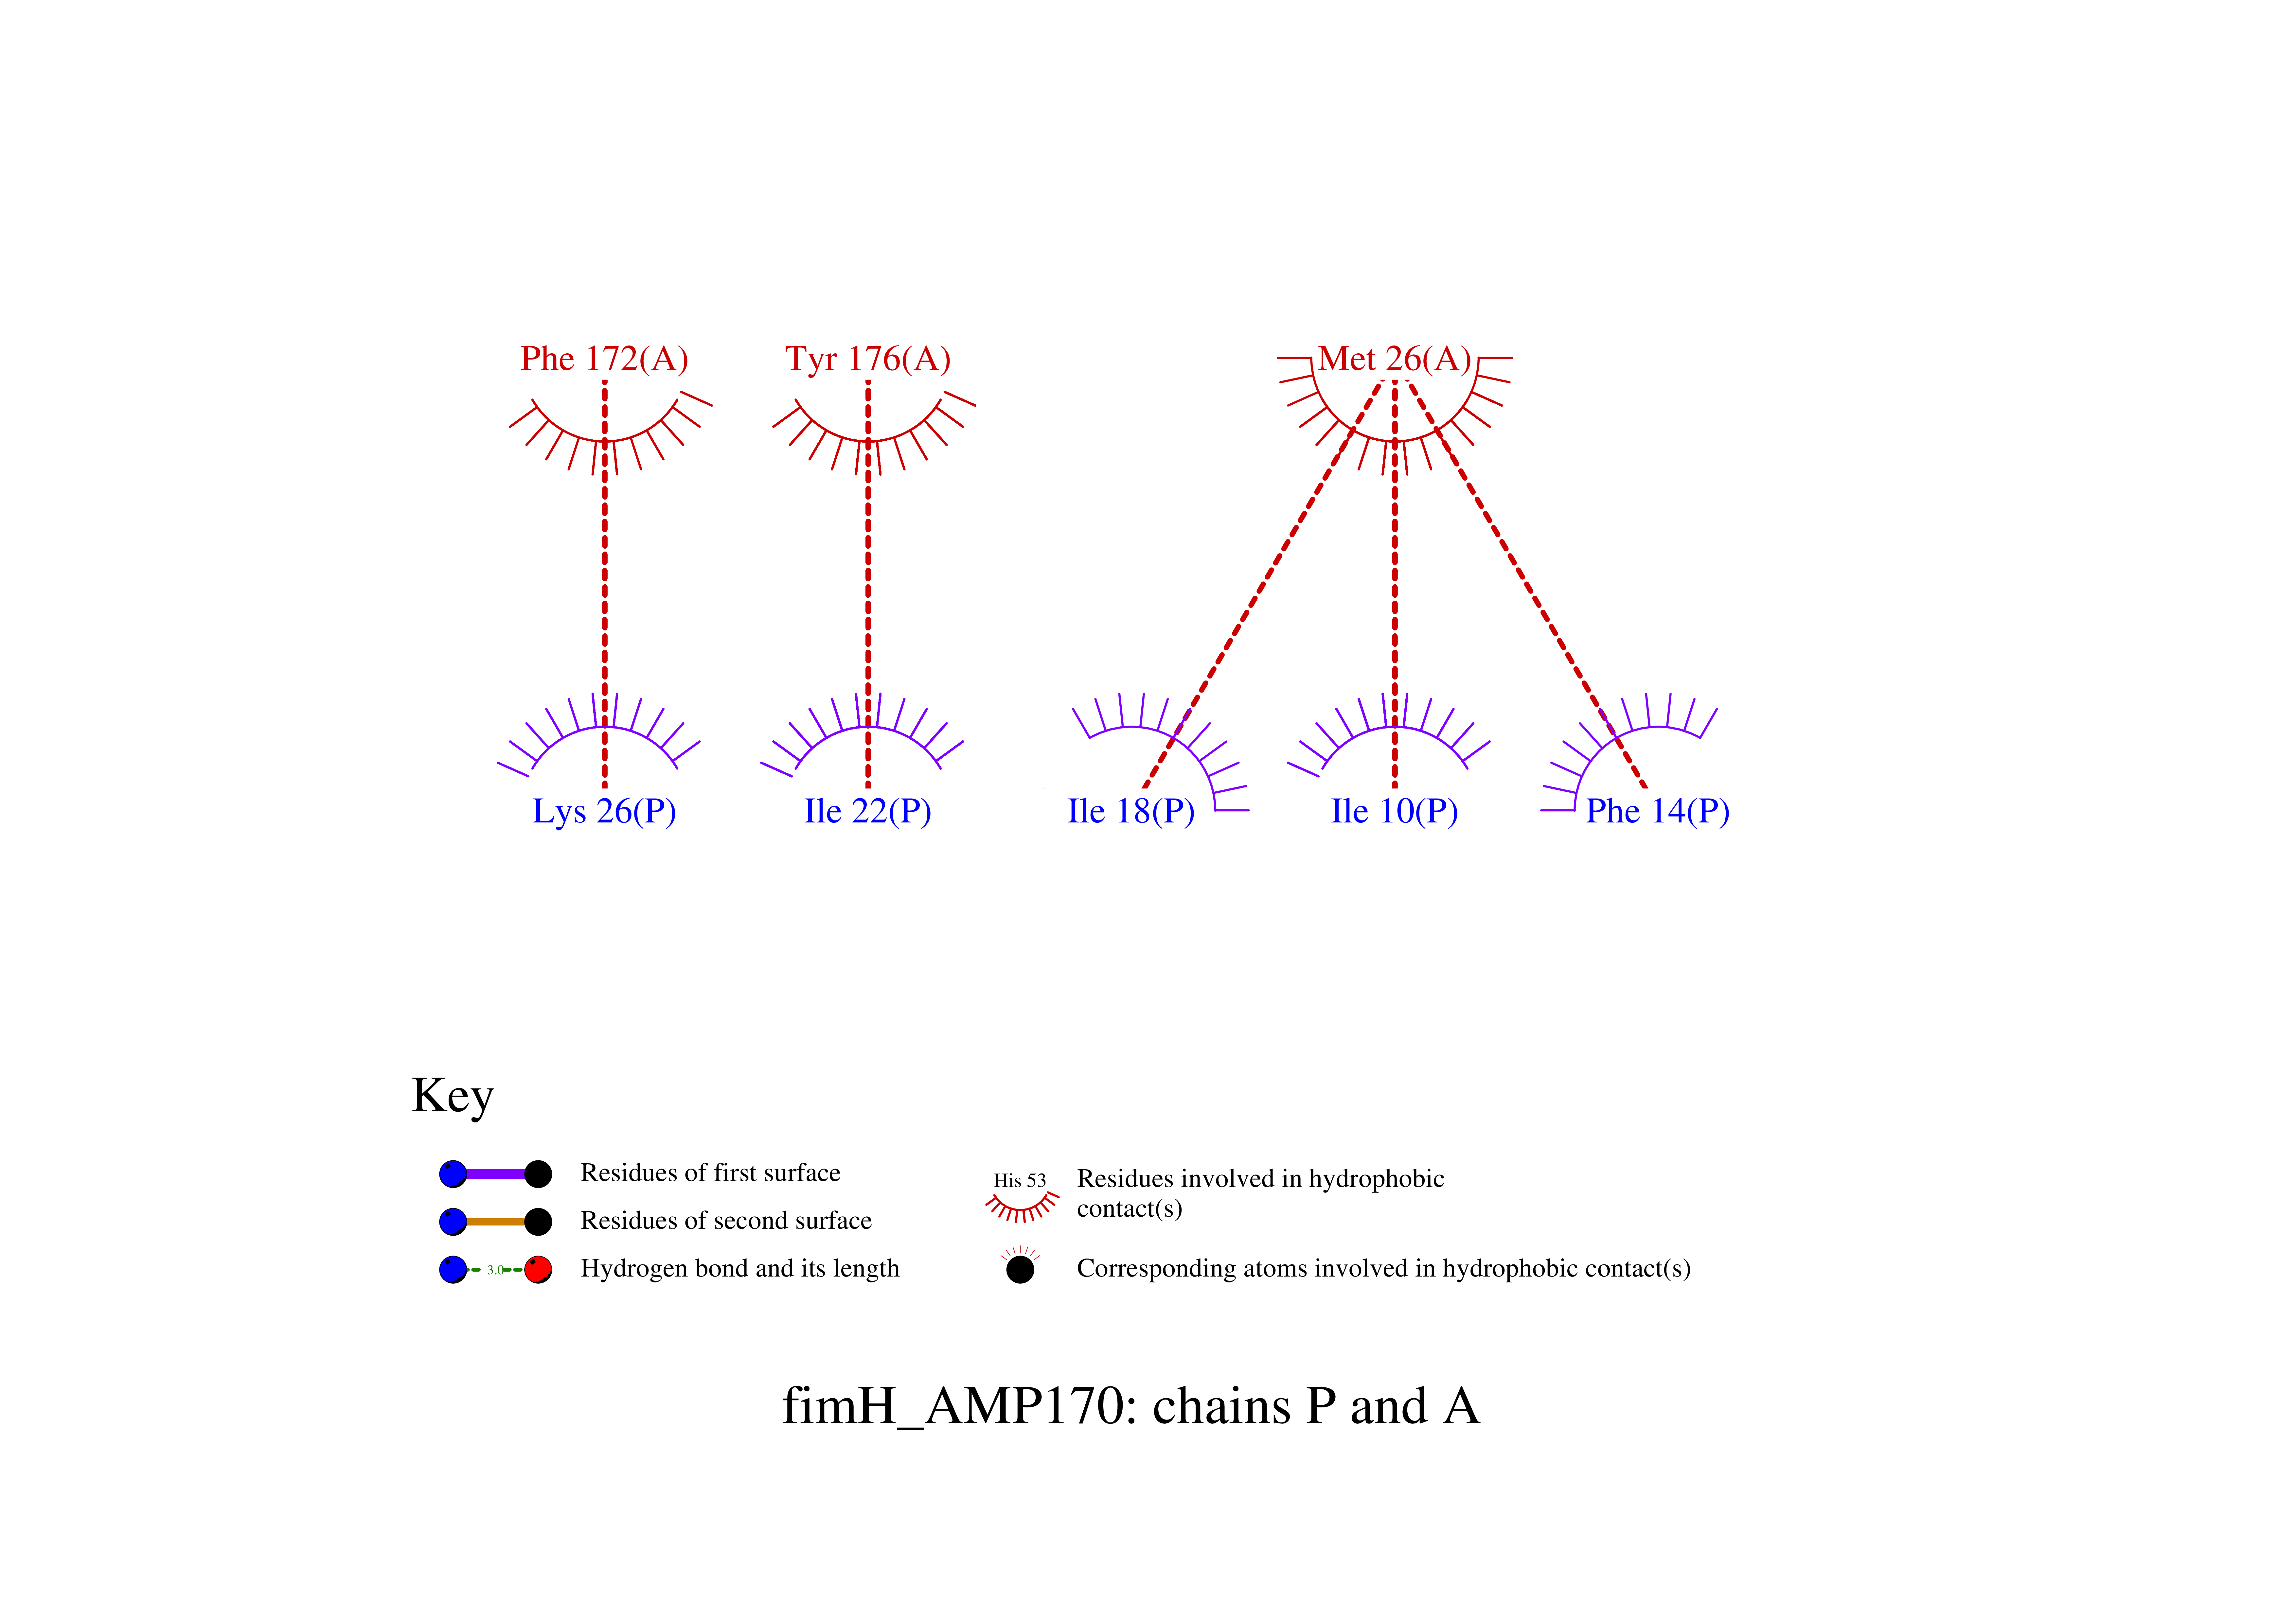 Phe 172(A) Tyr 176(A) Met 26(A)
Lys 26(P) Ile 22(P) Ile 18(P) Ile 10(P) Phe 14(P)
Key
Residues of first surface
Residues of second surface
3.0 Hydrogen bond and its length
His 53 Residues involved in hydrophobic
contact(s)
Corresponding atoms involved in hydrophobic contact(s)
fimH_AMP170: chains P and A